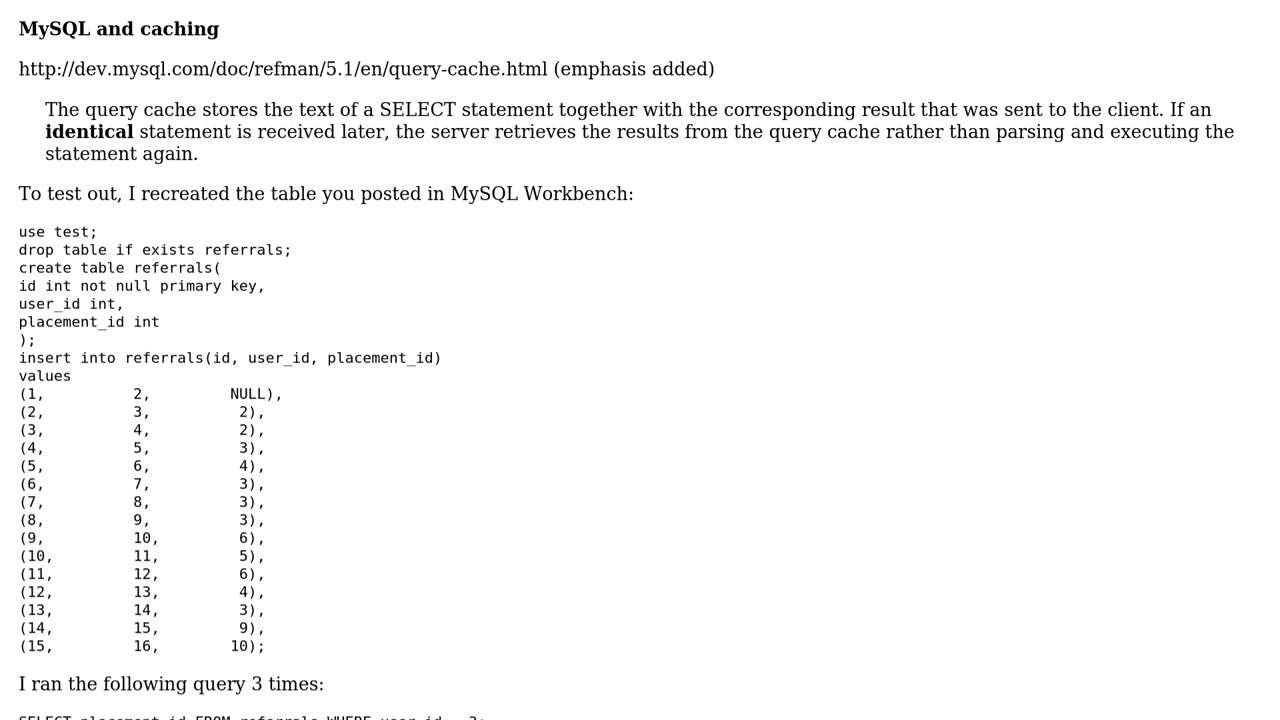 MySQL and caching
http://dev.mysql.com/doc/refman/5.1/en/query-cache.html (emphasis added)
The query cache stores the text of a SELECT statement together with the corresponding result that was sent to the client. If an
identical statement is received later, the server retrieves the results from the query cache rather than parsing and executing the
statement again.
To test out, I recreated the table you posted in MySQL Workbench:
use test;
drop table if exists referrals;
create table referrals(
id int not null primary key,
user_id int,
placement_id int
);
insert into referrals(id, user_id, placement_id)
values
(1,          2,         NULL),
(2,          3,          2),
(3,          4,          2),
(4,          5,          3),
(5,          6,          4),
(6,          7,          3),
(7,          8,          3),
(8,          9,          3),
(9,          10,         6),
(10,         11,         5),
(11,         12,         6),
(12,         13,         4),
(13,         14,         3),
(14,         15,         9),
(15,         16,        10);
I ran the following query 3 times:
SELECT placement_id FROM referrals WHERE user_id